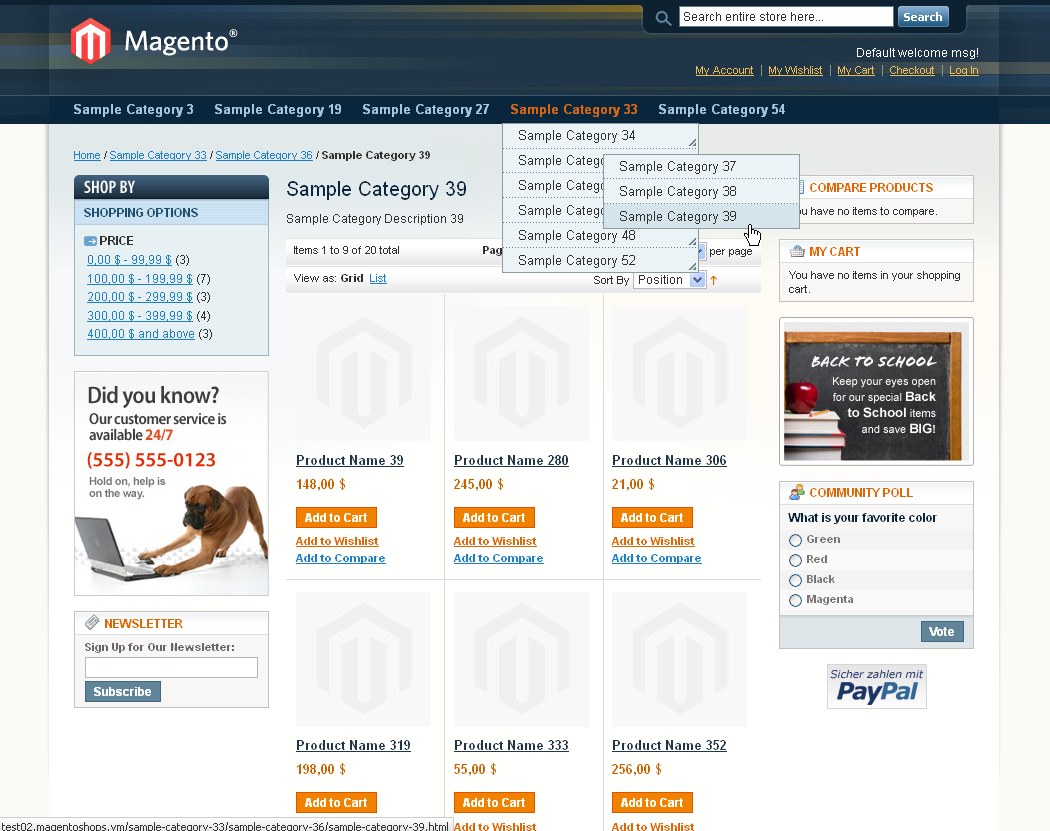 Search entire store here...
Search
Magento®
Default welcome msg!
My Account | My Wishlist | My Cart | Checkout | Log In
Sample Category 3 Sample Category 19 Sample Category 27 Sample Category 33 Sample Category 54
Sample Category 34
Sample Catego
Sample Catego
Sample Catego
Sample Category 48
Sample Category 52
Sample Category 37
Sample Category 38
Sample Category 39
Home / Sample Category 33 / Sample Category 36 / Sample Category 39
SHOP BY
SHOPPING OPTIONS
PRICE
0,00 $ - 99,99 $ (3)
100,00 $ - 199,99 $ (7)
200,00 $ - 299,99 $ (3)
300,00 $ - 399,99 $ (4)
400,00 $ and above (3)
Did you know?
Our customer service is
available 24/7
(555) 555-0123
Hold on, help is
on the way.
NEWSLETTER
Sign Up for Our Newsletter:
Subscribe
Sample Category 39
Sample Category Description 39
Items 1 to 9 of 20 total
Pag
per page
View as: Grid List
Sort By Position
Product Name 39
148,00 $
Add to Cart
Add to Wishlist
Add to Compare
Product Name 280
245,00 $
Add to Cart
Add to Wishlist
Add to Compare
Product Name 306
21,00 $
Add to Cart
Add to Wishlist
Add to Compare
Product Name 319
198,00 $
Add to Cart
Product Name 333
55,00 $
Add to Cart
Add to Wishlist
Product Name 352
256,00 $
Add to Cart
Add to Wishlist
COMPARE PRODUCTS
ou have no items to compare.
MY CART
You have no items in your shopping
cart.
BACK TO SCHOOL
Keep your eyes open
for our special Back
to School items
and save BIG!
COMMUNITY POLL
What is your favorite color
Green
Red
Black
Magenta
Vote
Sicher zahlen mit
PayPal
test02.magentoshops.vm/sample-category-33/sample-category-36/sample-category-39.html